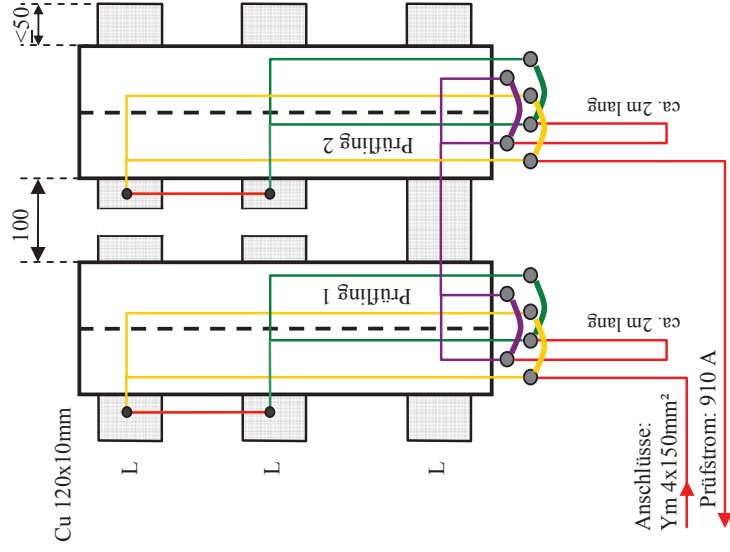 <50
100
Cu 120x10mm
Prüfling 2
Prüfling 1
ca. 2m lang
ca. 2m lang
L
L
L
Anschlüsse:
Ym 4x150mm²
Prüfstrom: 910 A